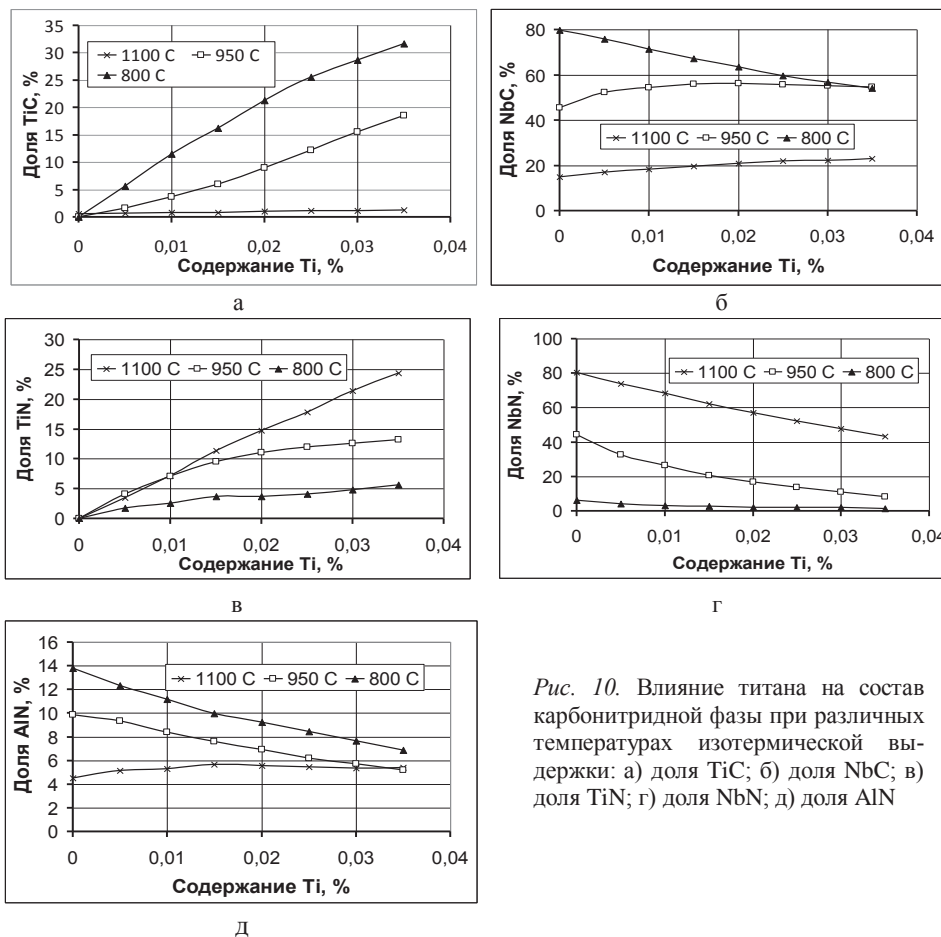 35
30
25
20
15
10
5
0
Доля TiC, %
1100 C 950 C
800 C
0 0,01 0,02 0,03 0,04
Содержание Ti, %
а
80
60
40
20
0
Доля NbC, %
1100 C 950 C 800 C
0 0,01 0,02 0,03 0,04
Содержание Ti, %
б
30
25
20
15
10
5
0
Доля TiN, %
1100 C 950 C 800 C
0 0,01 0,02 0,03 0,04
Содержание Ti, %
в
100
80
60
40
20
0
Доля NbN, %
1100 C 950 C 800 C
0 0,01 0,02 0,03 0,04
Содержание Ti, %
г
16
14
12
10
8
6
4
2
0
Доля AlN, %
1100 C 950 C 800 C
0 0,01 0,02 0,03 0,04
Содержание Ti, %
д
Рис. 10. Влияние титана на состав
карбонитридной фазы при различных
температурах изотермической вы-
держки: а) доля TiC; б) доля NbC; в)
доля TiN; г) доля NbN; д) доля AlN